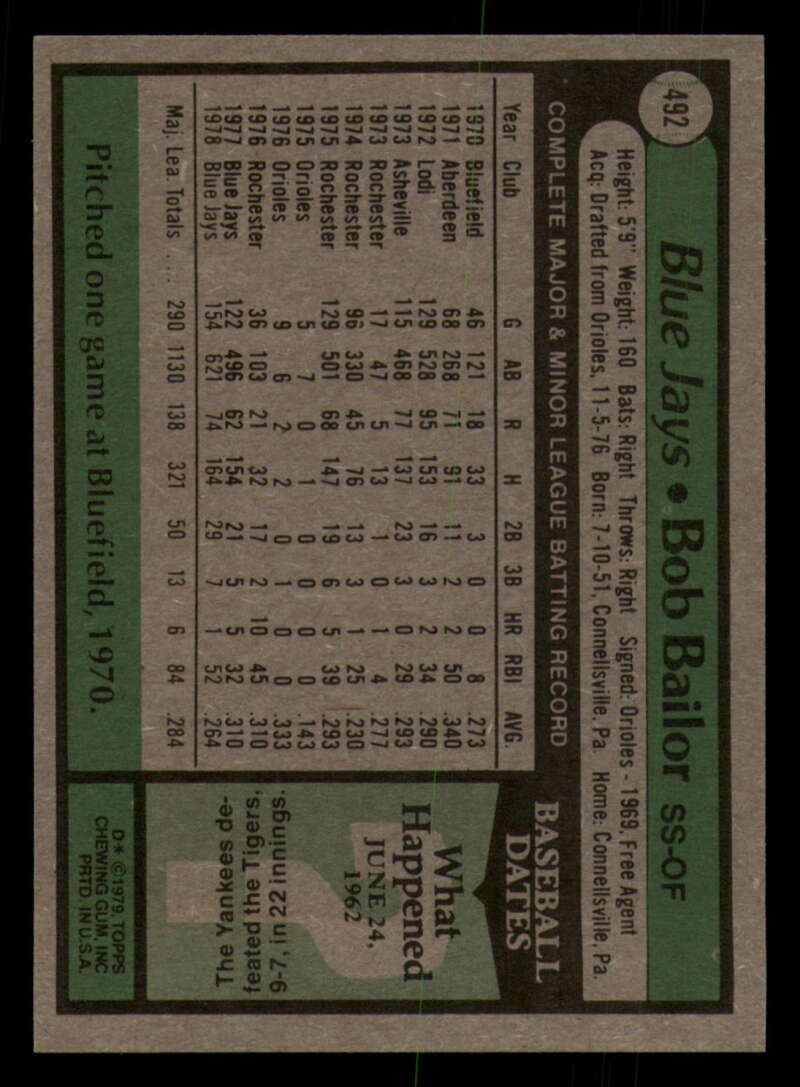 492
Blue Jays • Bob Bailor SS-OF
Height: 5'9" Weight: 160 Bats: Right Throws: Right Signed: Orioles - 1969, Free Agent
Acq: Drafted from Orioles, 11-5-76 Born: 7-10-51, Connellsville, Pa. Home: Connellsville, Pa.
COMPLETE MAJOR & MINOR LEAGUE BATTING RECORD
Year Club G AB R H 2B 3B HR RBI AVG.
1970 Bluefield 46 121 18 33 3 0 0 8 .273
1971 Aberdeen 68 268 71 91 11 2 2 50 .340
1972 Lodi 129 528 95 153 16 3 2 34 .290
1973 Asheville 115 468 77 137 23 3 0 29 .293
1973 Rochester 17 47 5 13 1 0 1 4 .277
1974 Rochester 96 330 45 76 13 3 1 25 .230
1975 Rochester 129 501 68 147 19 6 5 39 .293
1975 Orioles 5 7 0 1 0 0 0 0 .143
1976 Orioles 9 6 2 2 0 1 0 0 .333
1976 Rochester 36 103 21 32 17 2 10 45 .310
1977 Blue Jays 122 496 62 154 21 5 5 32 .310
1978 Blue Jays 154 621 74 164 29 7 1 52 .264
Maj. Lea. Totals .... 290 1130 138 321 50 13 6 84 .284
Pitched one game at Bluefield, 1970.
BASEBALL
DATES
What
Happened
JUNE 24,
1962
The Yankees de-
feated the Tigers,
9-7, in 22 innings.
D* ©1979, TOPPS
CHEWING GUM, INC
PRTD. IN U.S.A.